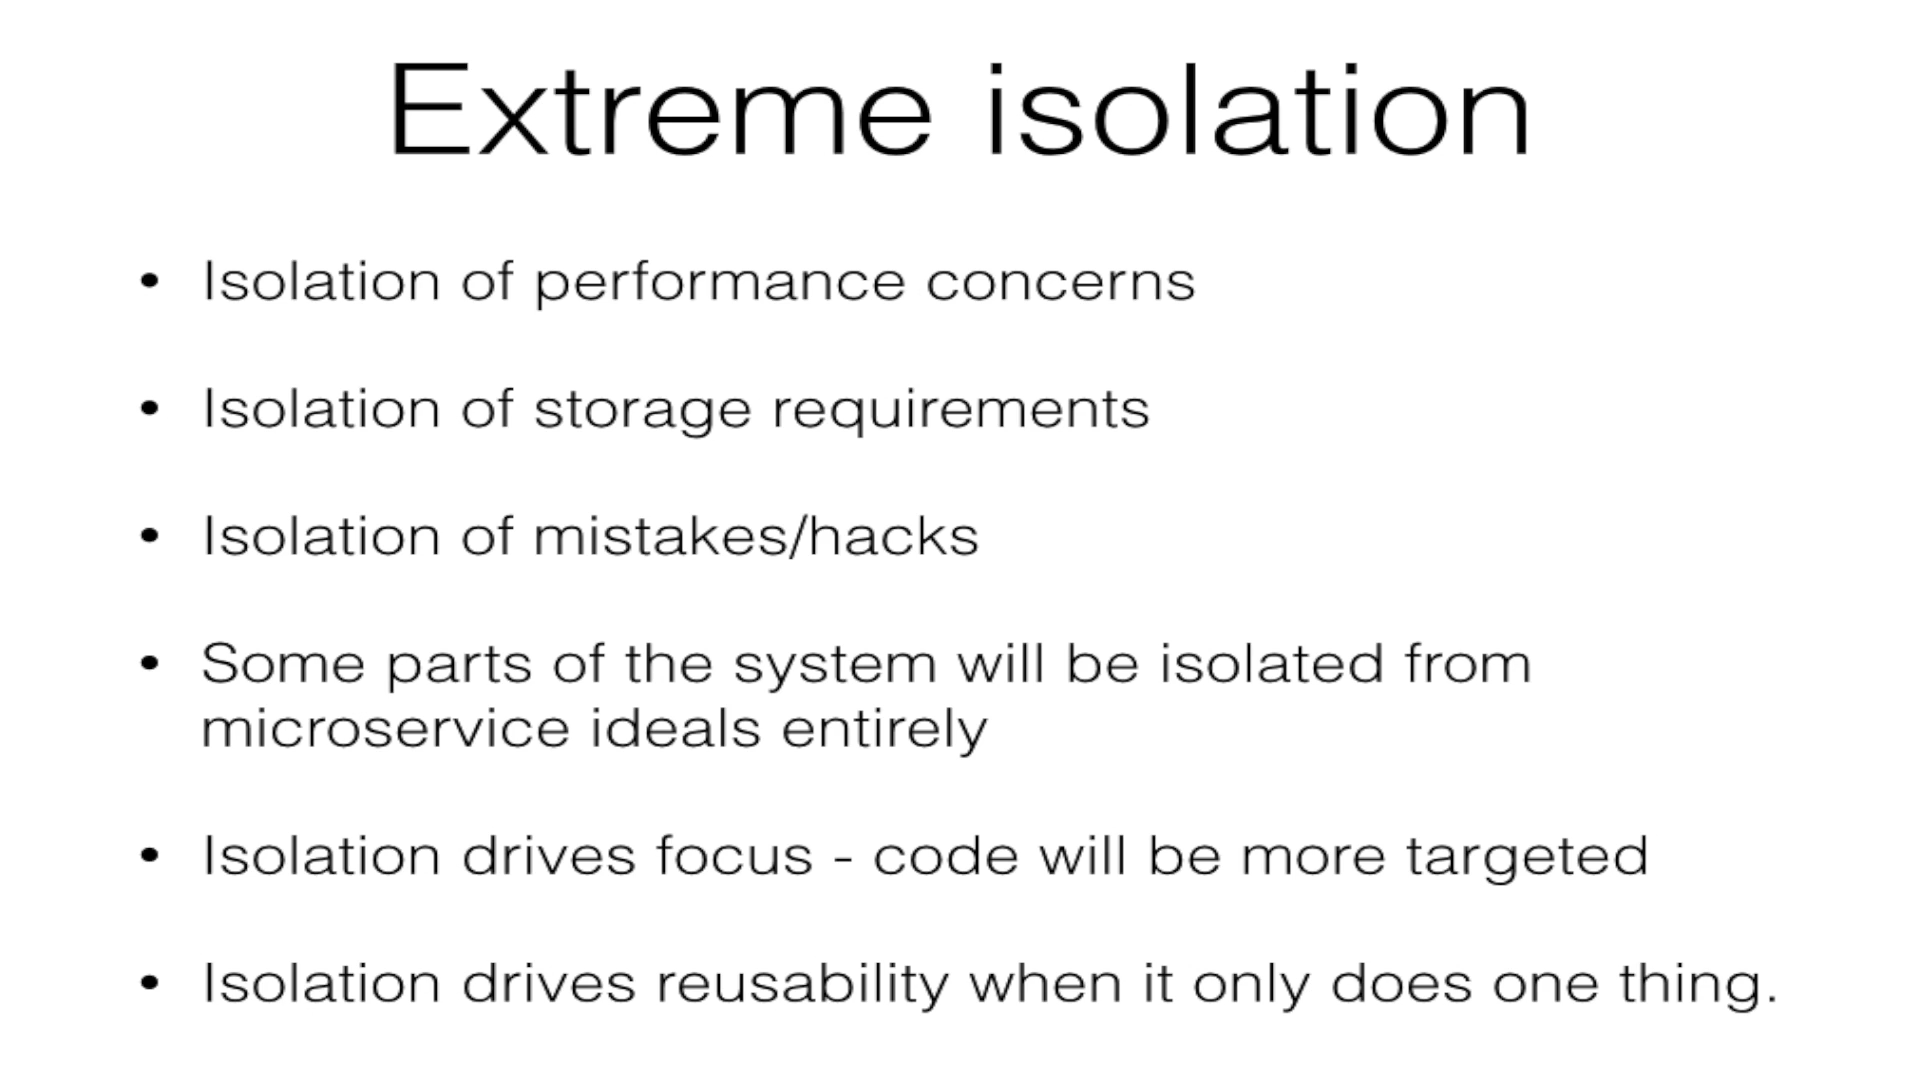 Extreme isolation
• Isolation of performance concerns
• Isolation of storage requirements
• Isolation of mistakes/hacks
• Some parts of the system will be isolated from
microservice ideals entirely
• Isolation drives focus - code will be more targeted
• Isolation drives reusability when it only does one thing.